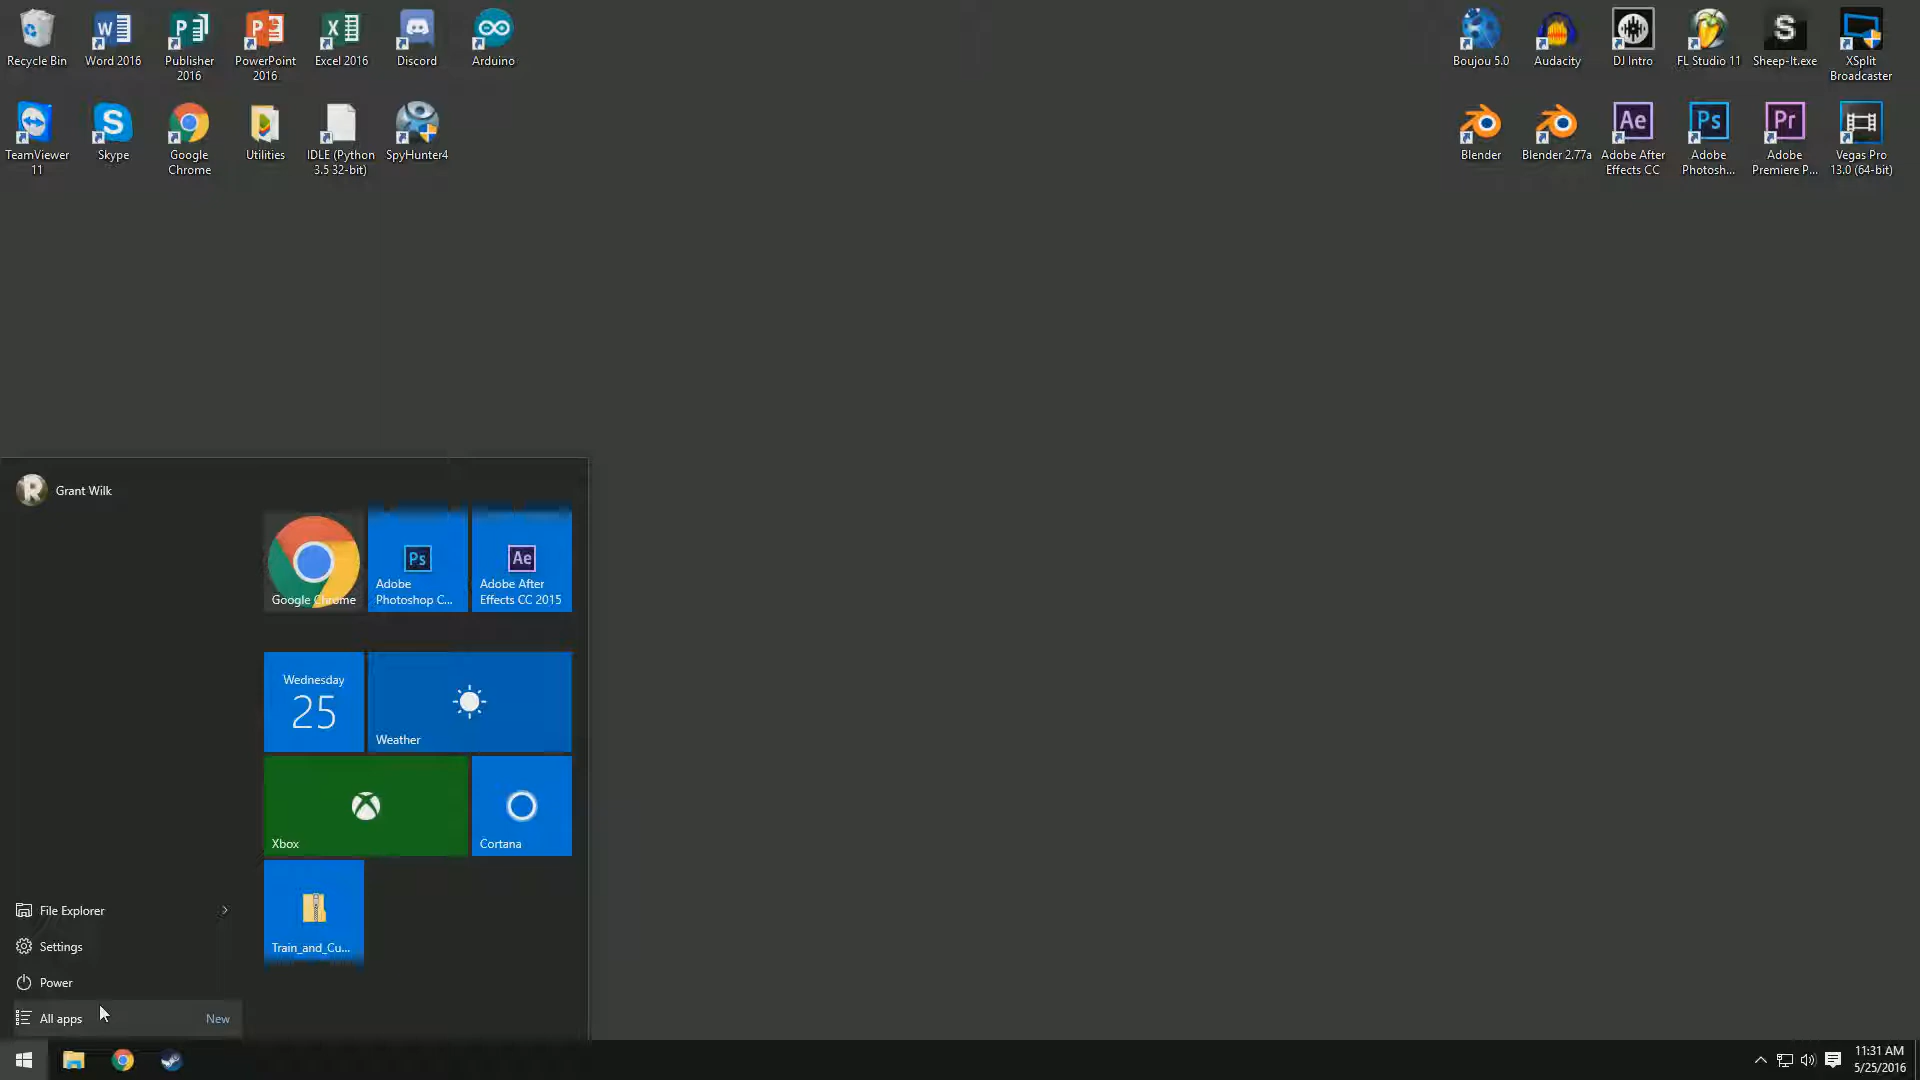 Recycle Bin
Word 2016
Publisher
2016
PowerPoint
2016
Excel 2016
Discord
Arduino
Boujou 5.0
Audacity
DJ Intro
FL Studio 11
Sheep-It.exe
XSplit
Broadcaster
TeamViewer
11
Skype
Google
Chrome
Utilities
IDLE (Python
3.5 32-bit)
SpyHunter4
Blender
Blender 2.77a
Adobe After
Effects CC
Adobe
Photosh...
Adobe
Premiere P...
Vegas Pro
13.0 (64-bit)
Grant Wilk
Google Chrome
Adobe
Photoshop C...
Adobe After
Effects CC 2015
Wednesday
25
Weather
Xbox
Cortana
Train_and_Cu...
File Explorer
Settings
Power
All apps
New
11:31 AM
5/25/2016